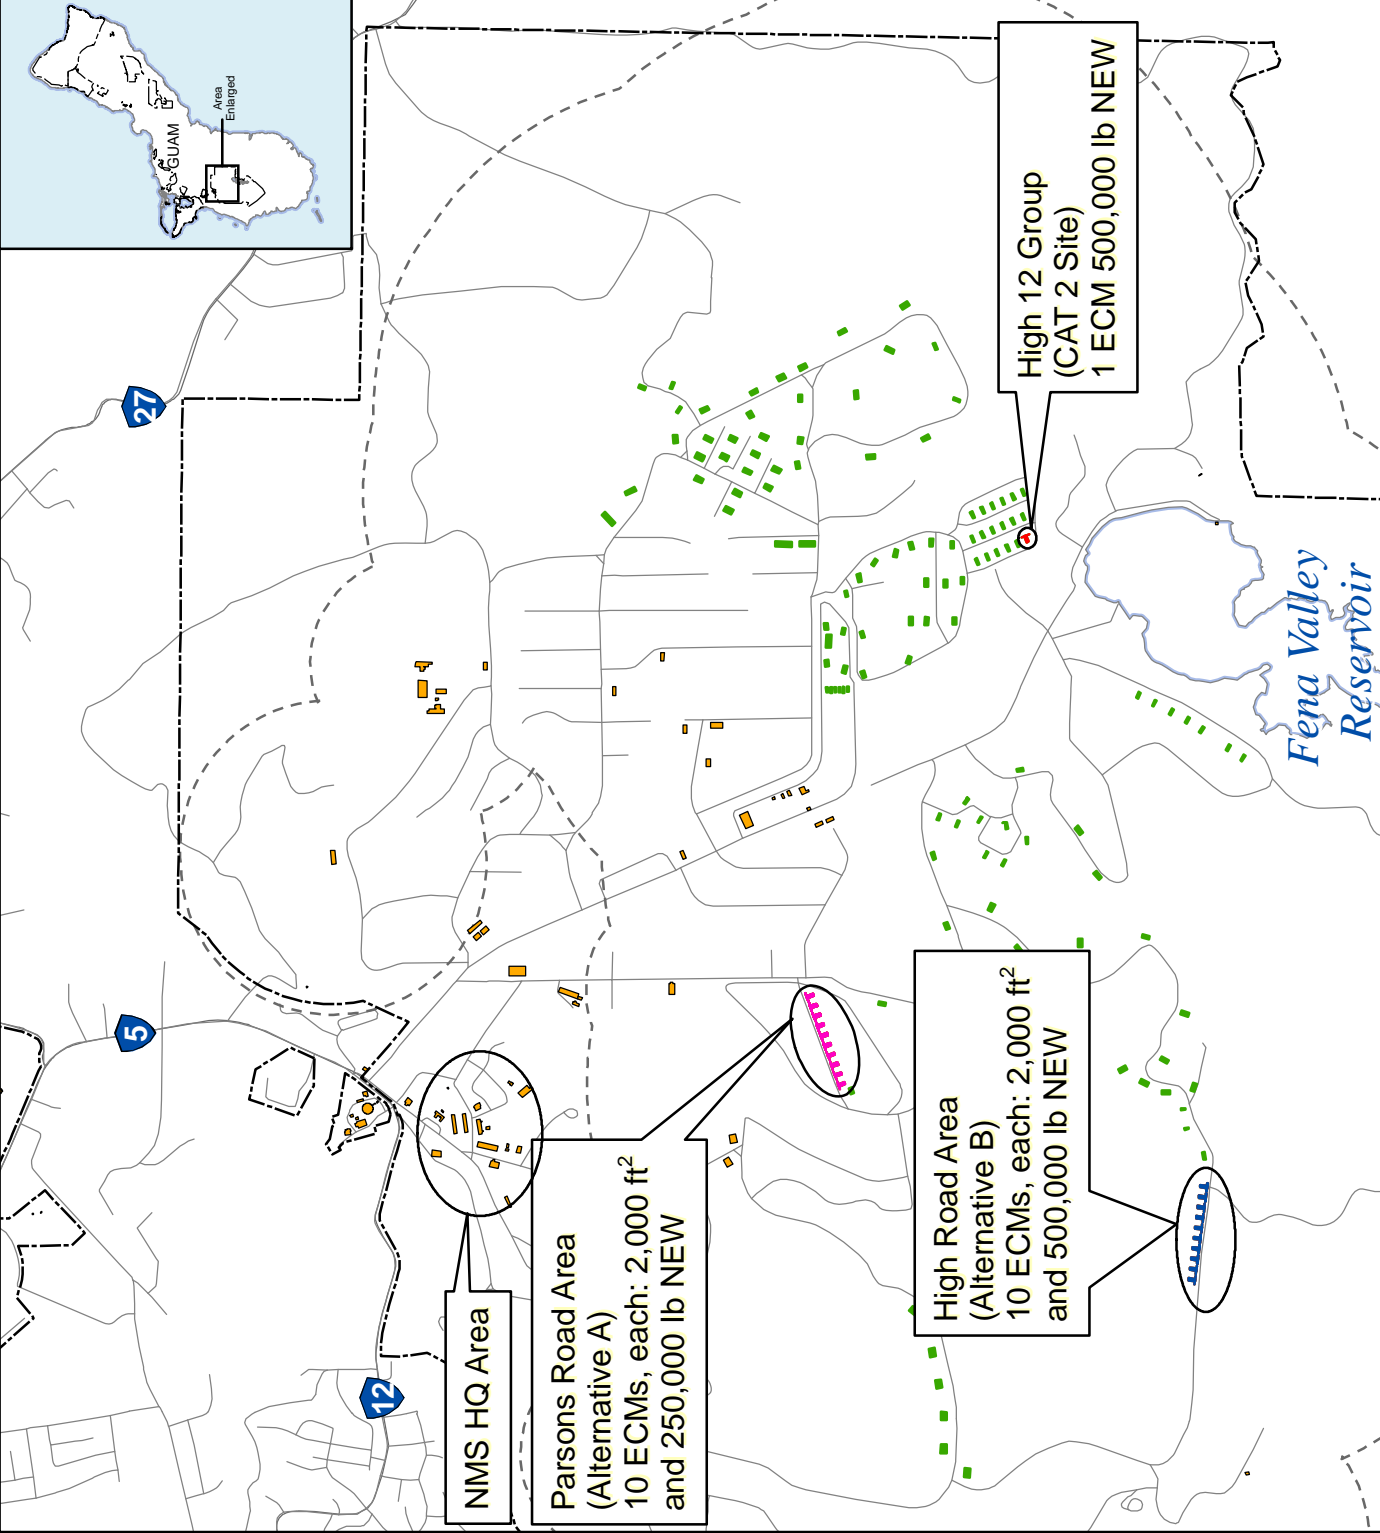 GUAM
Area
Enlarged
27
5
12
High 12 Group
(CAT 2 Site)
1 ECM 500,000 lb NEW
NMS HQ Area
Parsons Road Area
(Alternative A)
10 ECMs, each: 2,000 ft²
and 250,000 lb NEW
High Road Area
(Alternative B)
10 ECMs, each: 2,000 ft²
and 500,000 lb NEW
Fena Valley
Reservoir